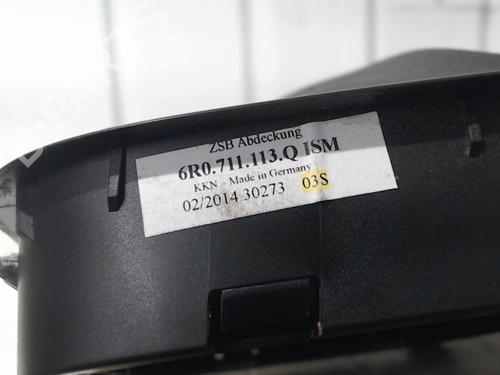 ZSB Abdeckung
6R0.711.113.Q ISM
KKN - Made in Germany
02/2014 30273 03S